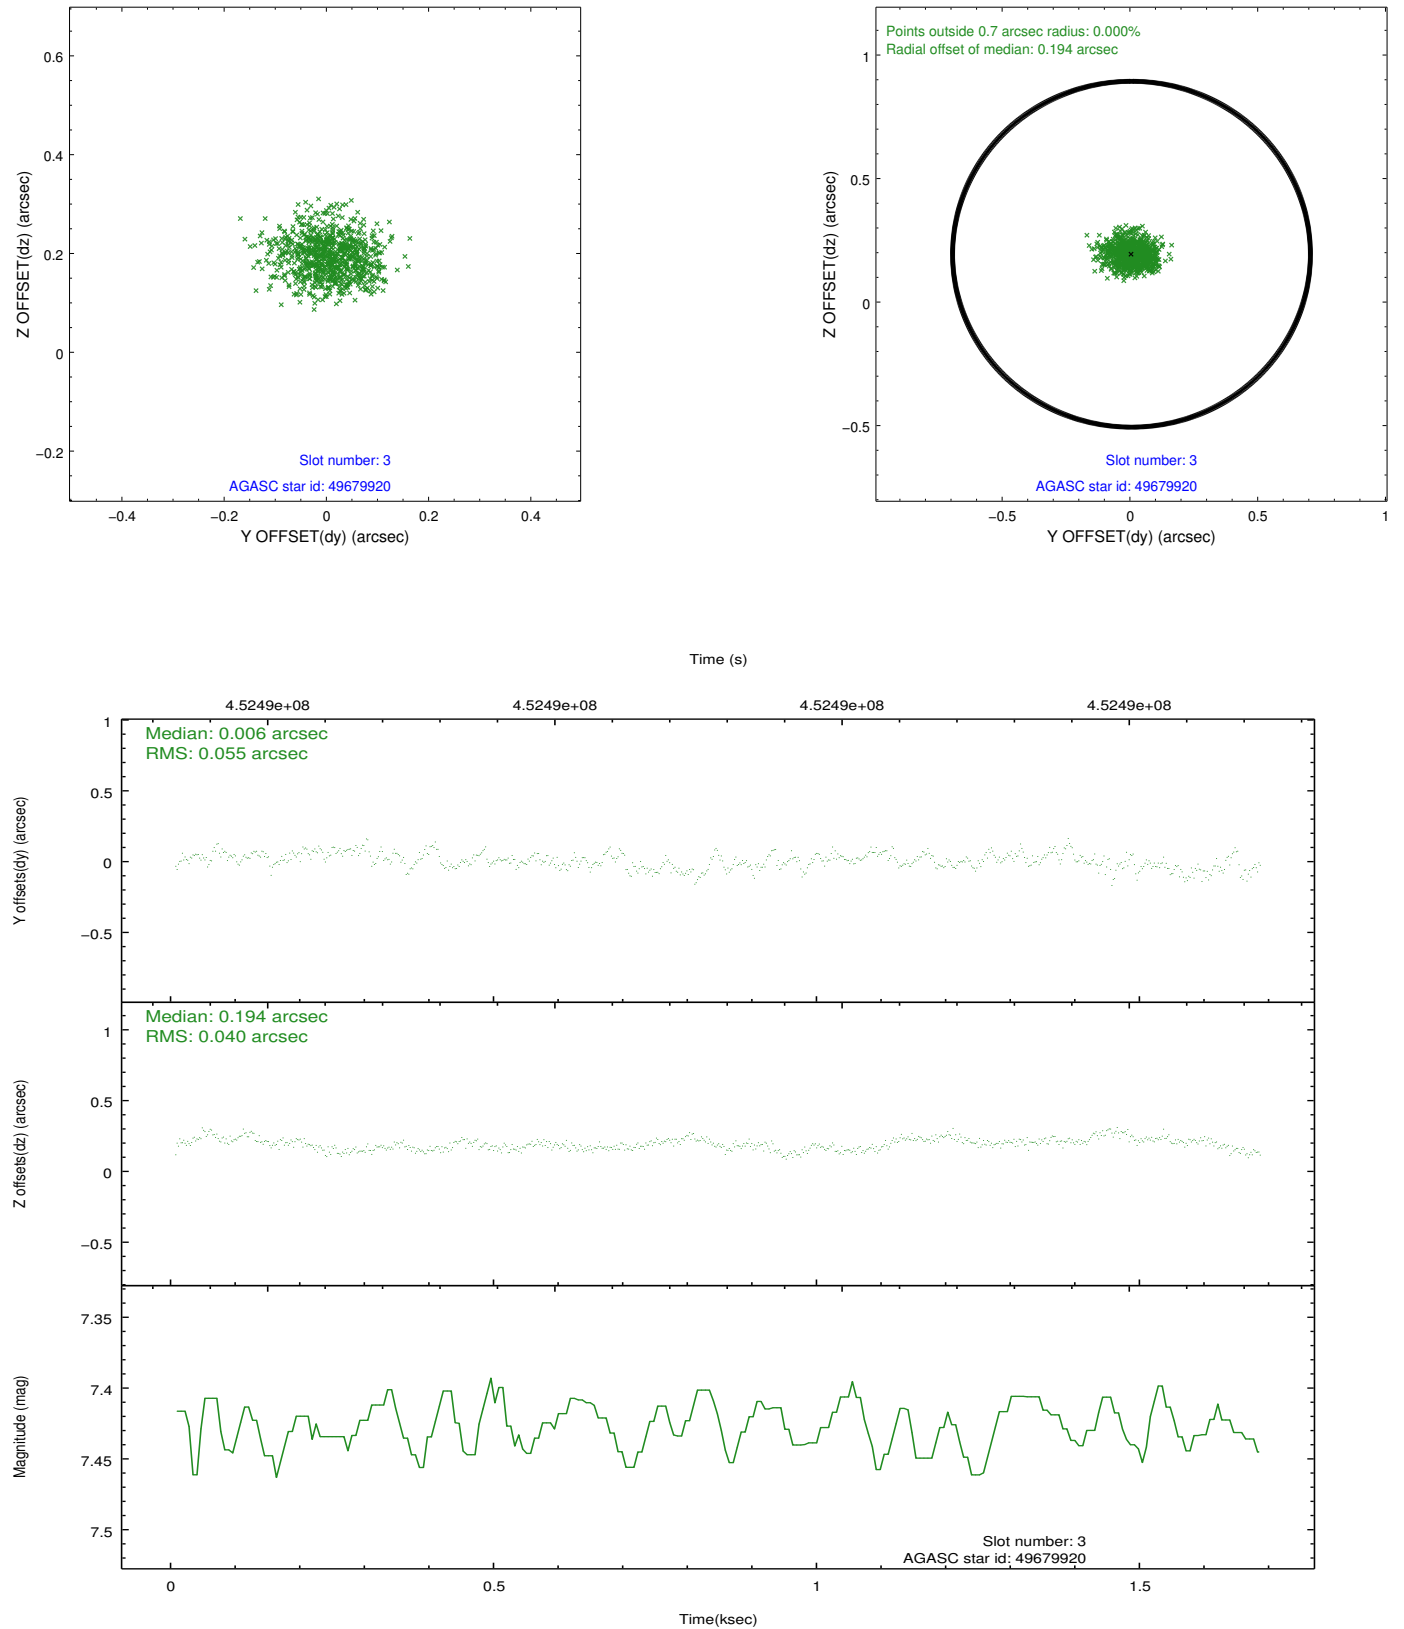 0.6
0.4
0.2
0
−0.2
Z OFFSET(dz) (arcsec)
Slot number: 3
AGASC star id: 49679920
−0.4 −0.2 0 0.2 0.4
Y OFFSET(dy) (arcsec)
Points outside 0.7 arcsec radius: 0.000%
Radial offset of median: 0.194 arcsec
1
0.5
0
−0.5
Z OFFSET(dz) (arcsec)
Slot number: 3
AGASC star id: 49679920
−0.5 0 0.5 1
Y OFFSET(dy) (arcsec)
Time (s)
4.5249e+08 4.5249e+08 4.5249e+08 4.5249e+08
Median: 0.006 arcsec
RMS: 0.055 arcsec
1
0.5
0
−0.5
Y offsets(dy) (arcsec)
Median: 0.194 arcsec
RMS: 0.040 arcsec
1
0.5
0
−0.5
Z offsets(dz) (arcsec)
7.35
7.4
7.45
7.5
Magnitude (mag)
Slot number: 3
AGASC star id: 49679920
0 0.5 1 1.5
Time(ksec)